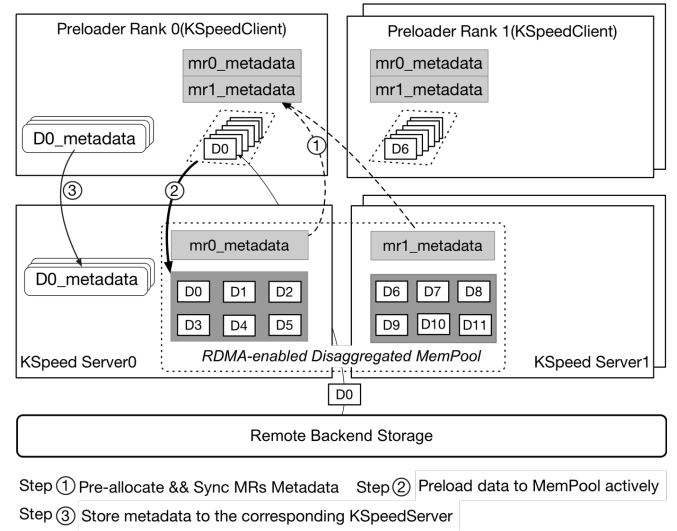 Preloader Rank 0(KSpeedClient)
mr0_metadata
mr1_metadata
D0_metadata
D0
1
2
3
Preloader Rank 1(KSpeedClient)
mr0_metadata
mr1_metadata
D6
D0_metadata
mr0_metadata
D0 D1 D2
D3 D4 D5
mr1_metadata
D6 D7 D8
D9 D10 D11
RDMA-enabled Disaggregated MemPool
KSpeed Server0
KSpeed Server1
D0
Remote Backend Storage
Step 1 Pre-allocate && Sync MRs Metadata Step 2 Preload data to MemPool actively
Step 3 Store metadata to the corresponding KSpeedServer